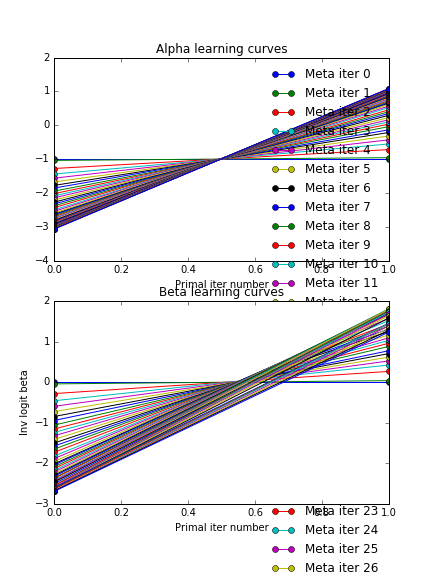 Alpha learning curves
2
1
0
−1
−2
−3
−4
0.0 0.2 0.4 0.6 0.8 1.0
Primal iter number
Meta iter 0
Meta iter 1
Meta iter 2
Meta iter 3
Meta iter 4
Meta iter 5
Meta iter 6
Meta iter 7
Meta iter 8
Meta iter 9
Meta iter 10
Meta iter 11
Meta iter 12
Beta learning curves
Inv logit beta
2
1
0
−1
−2
−3
0.0 0.2 0.4 0.6 0.8 1.0
Primal iter number
Meta iter 23
Meta iter 24
Meta iter 25
Meta iter 26